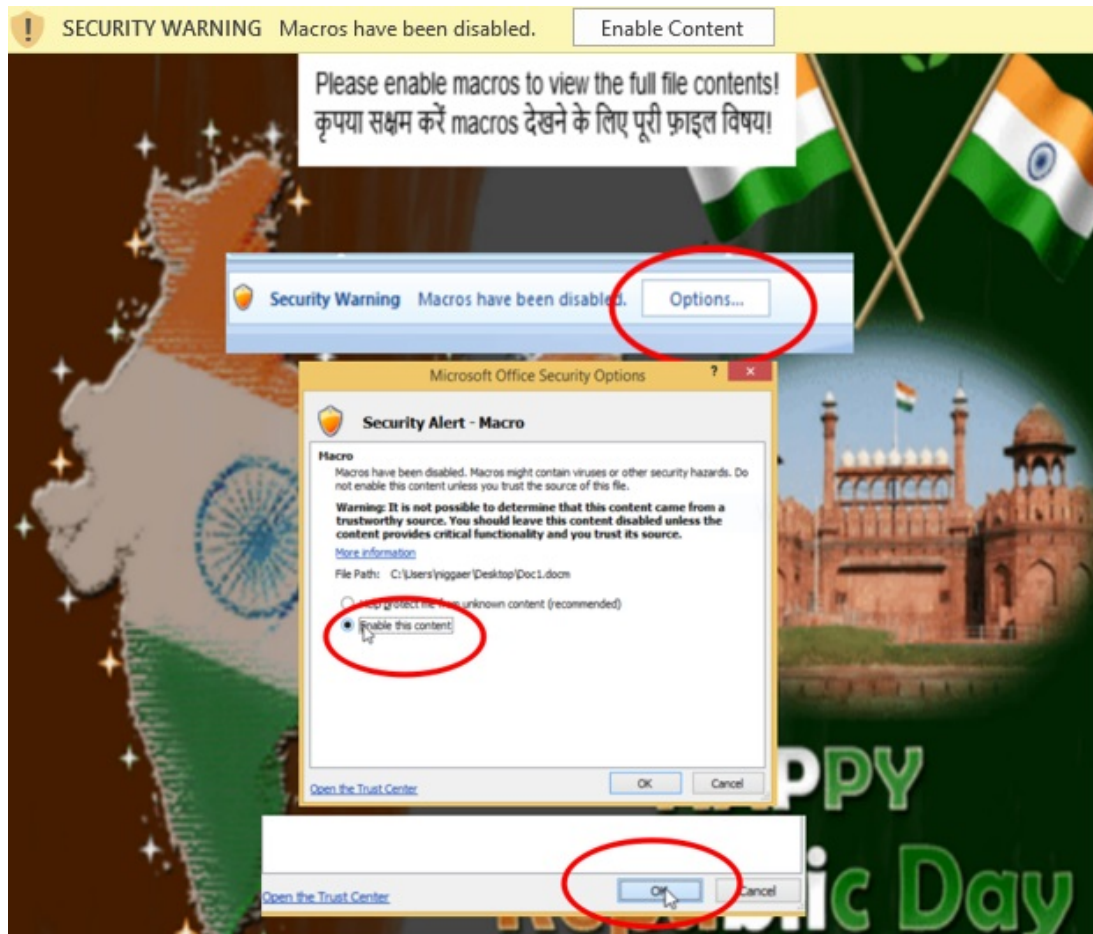 SECURITY WARNING Macros have been disabled. Enable Content
Please enable macros to view the full file contents!
कृपया सक्षम करें macros देखने के लिए पूरी फ़ाइल विषय!
Security Warning Macros have been disabled. Options...
Microsoft Office Security Options ?
Security Alert - Macro
Macro
Macros have been disabled. Macros might contain viruses or other security hazards. Do
not enable this content unless you trust the source of this file.
Warning: It is not possible to determine that this content came from a
trustworthy source. You should leave this content disabled unless the
content provides critical functionality and you trust its source.
More information
File Path: C:\Users\niggaer\Desktop\Doc1.docm
Help protect me from unknown content (recommended)
Enable this content
Open the Trust Center OK Cancel
PPY
Open the Trust Center OK Cancel
ic Day